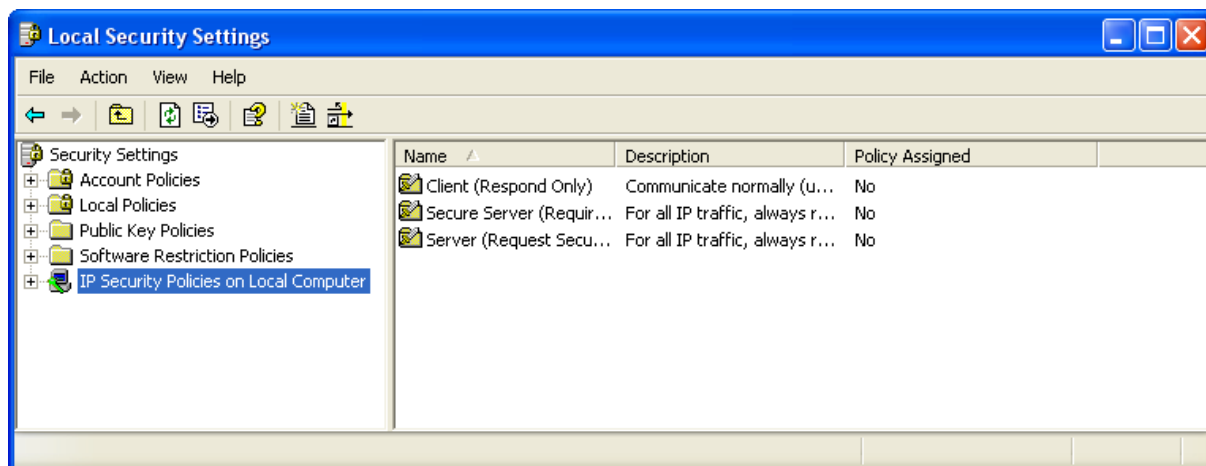 Local Security Settings
File Action View Help
Security Settings
Account Policies
Local Policies
Public Key Policies
Software Restriction Policies
IP Security Policies on Local Computer
Name Description Policy Assigned
Client (Respond Only) Communicate normally (u... No
Secure Server (Requir... For all IP traffic, always r... No
Server (Request Secu... For all IP traffic, always r... No